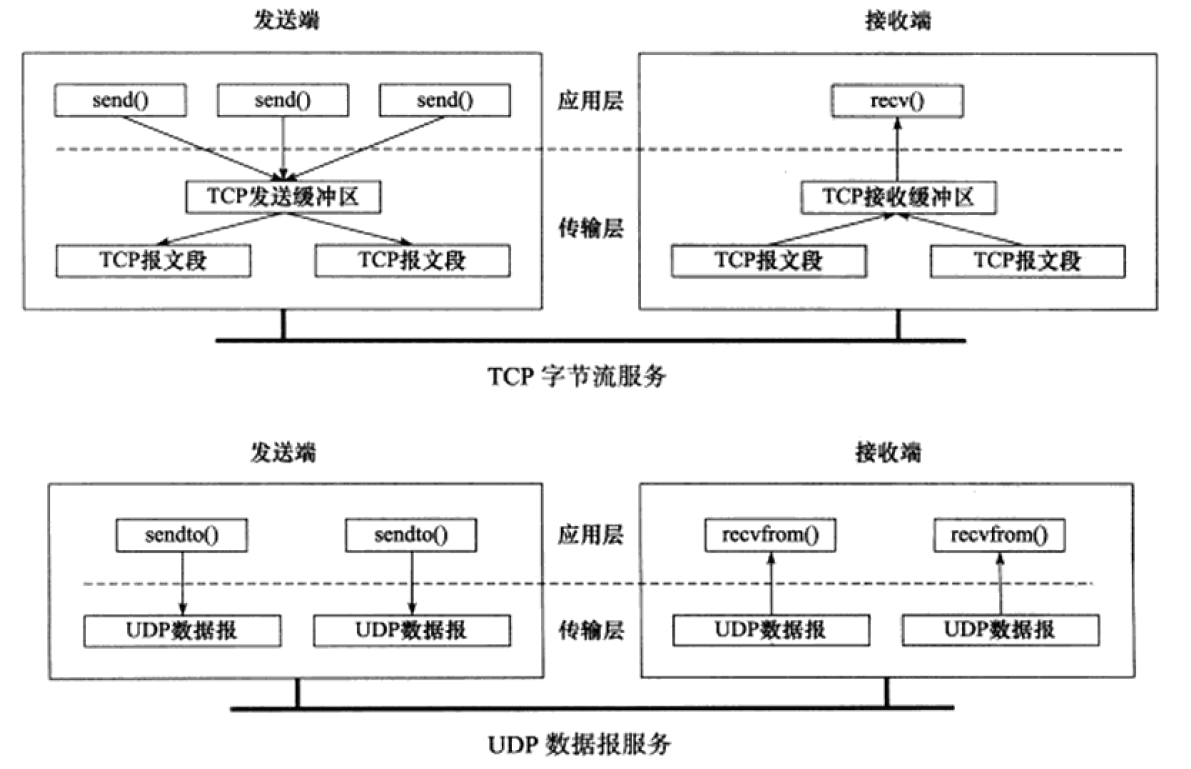 发送端 接收端
send() send() send() 应用层 recv()
TCP发送缓冲区 TCP接收缓冲区
传输层
TCP报文段 TCP报文段 TCP报文段 TCP报文段
TCP 字节流服务
发送端 接收端
sendto() sendto() 应用层 recvfrom() recvfrom()
UDP数据报 UDP数据报 传输层 UDP数据报 UDP数据报
UDP 数据报服务